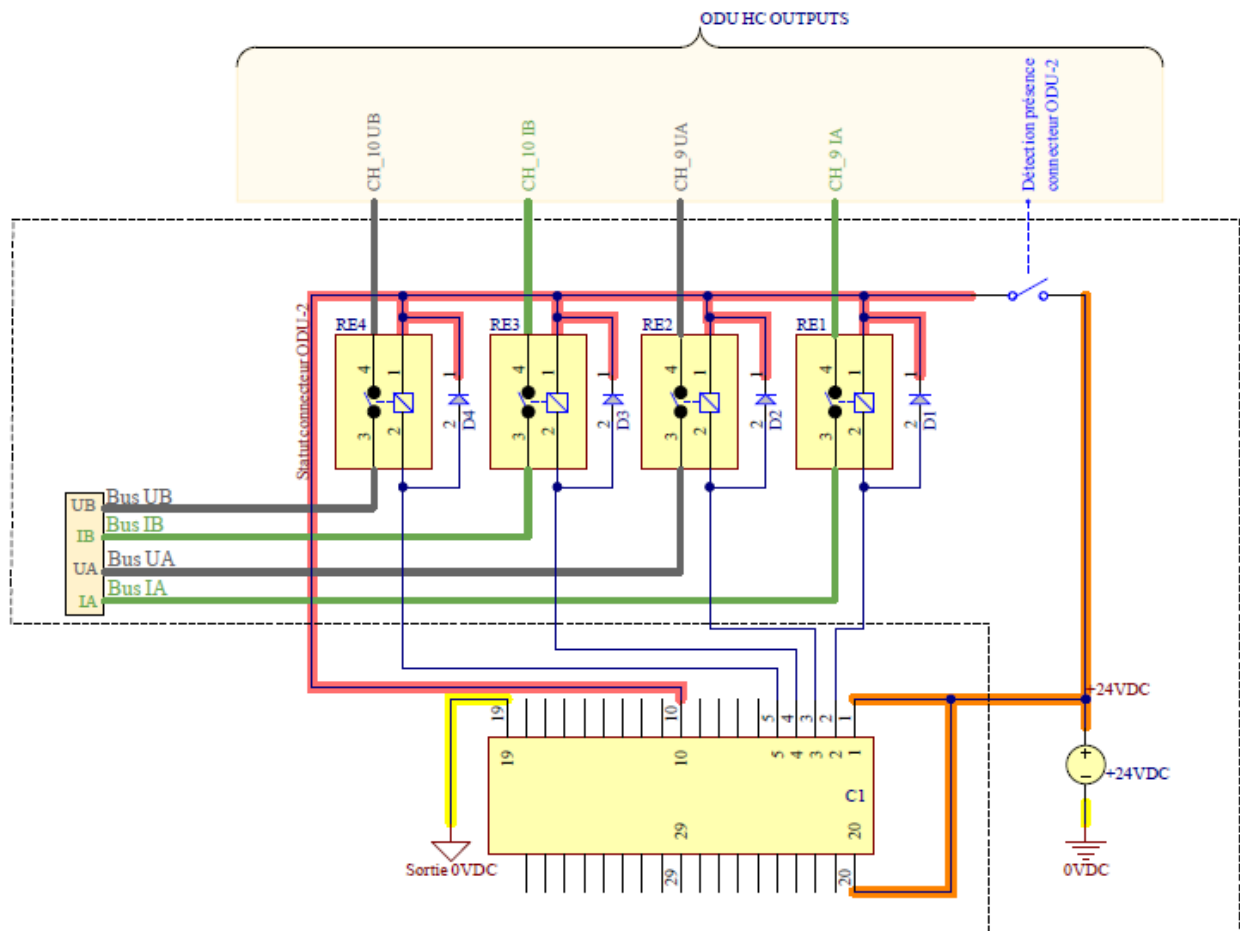 ODU HC OUTPUTS
CH_10 UB
CH_10 IB
CH_9 UA
CH_9 IA
Détection présence
connecteur ODU-2
Statut connecteur ODU-2
RE4
4
1
3
2
1
2
D4
RE3
4
1
3
2
1
2
D3
RE2
4
1
3
2
1
2
D2
RE1
4
1
3
2
1
2
D1
UB
Bus UB
IB
Bus IB
UA
Bus UA
IA
Bus IA
+24VDC
19
10
5
4
3
2
1
19
10
5
4
3
2
1
C1
29
20
29
20
Sortie 0VDC
+
−
+24VDC
0VDC